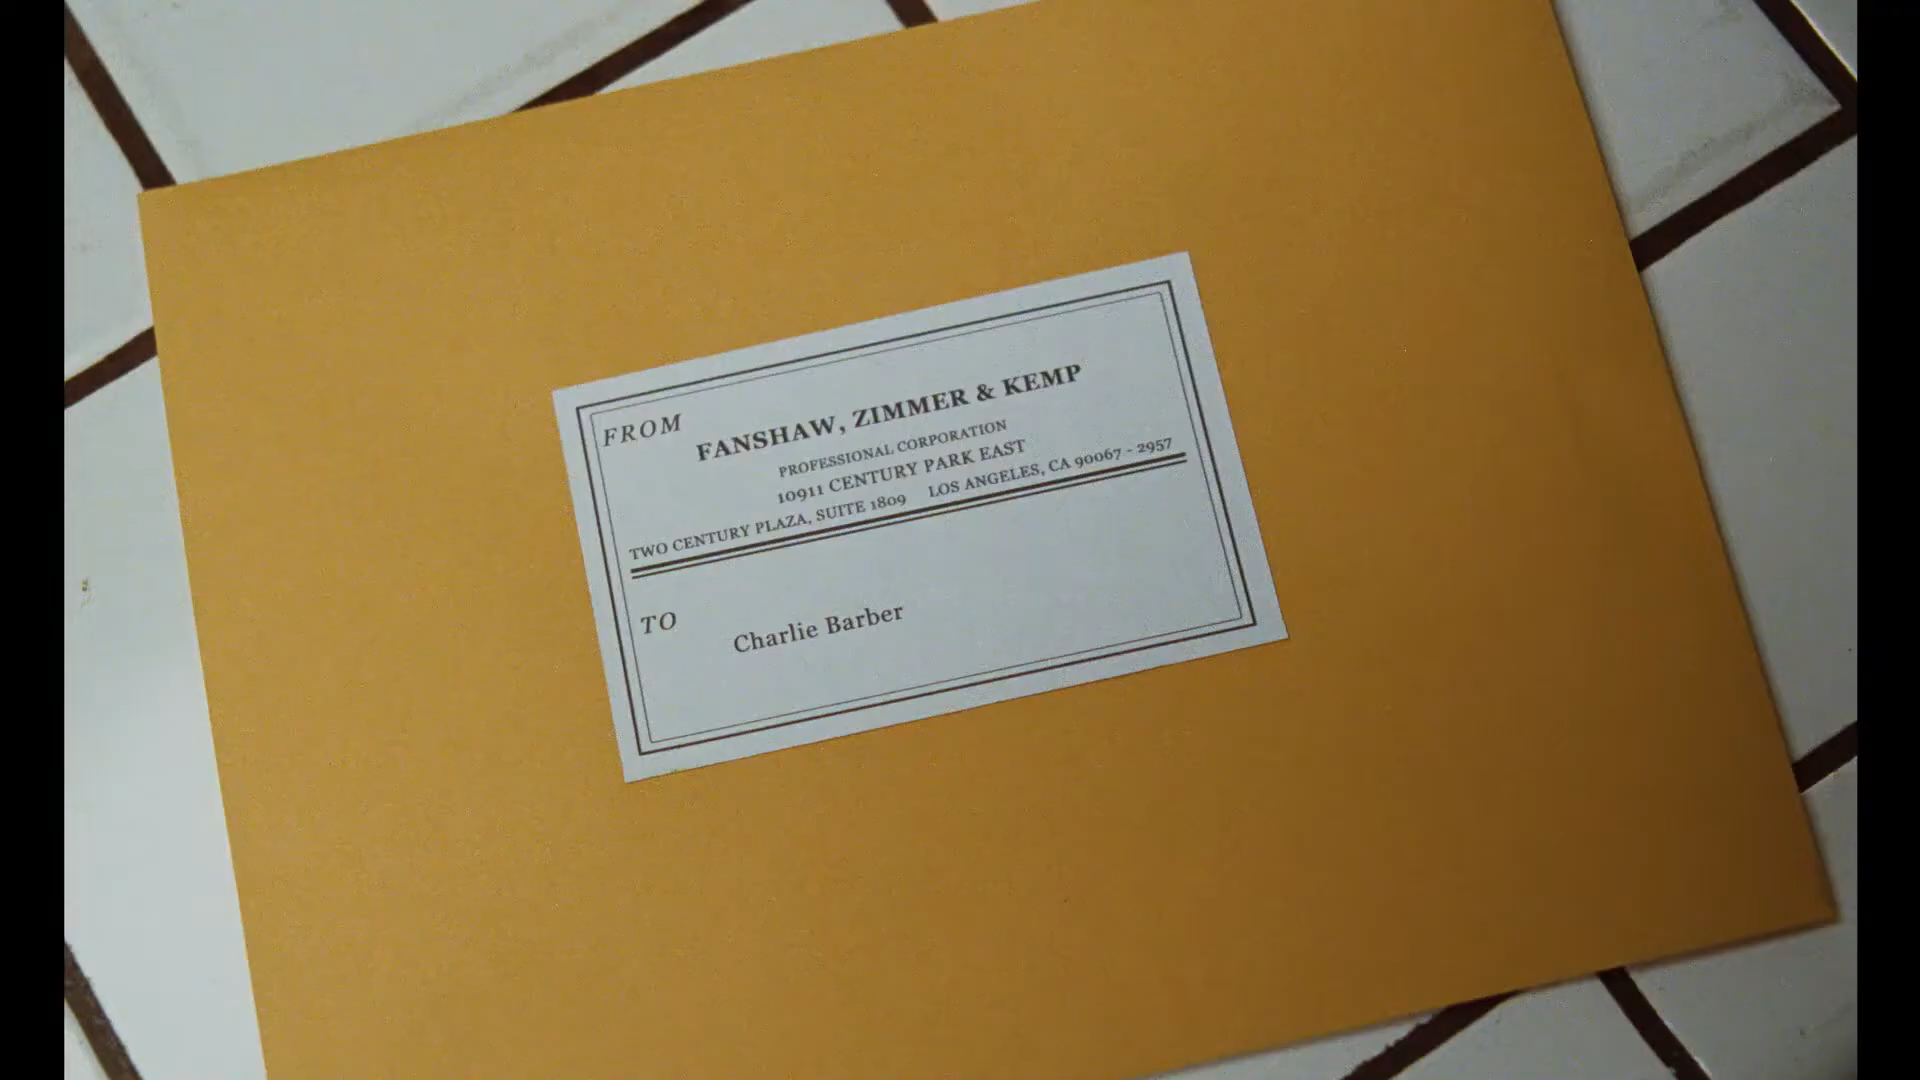 FROM
FANSHAW, ZIMMER & KEMP
PROFESSIONAL CORPORATION
10911 CENTURY PARK EAST
TWO CENTURY PLAZA, SUITE 1809 LOS ANGELES, CA 90067 - 2957
TO
Charlie Barber